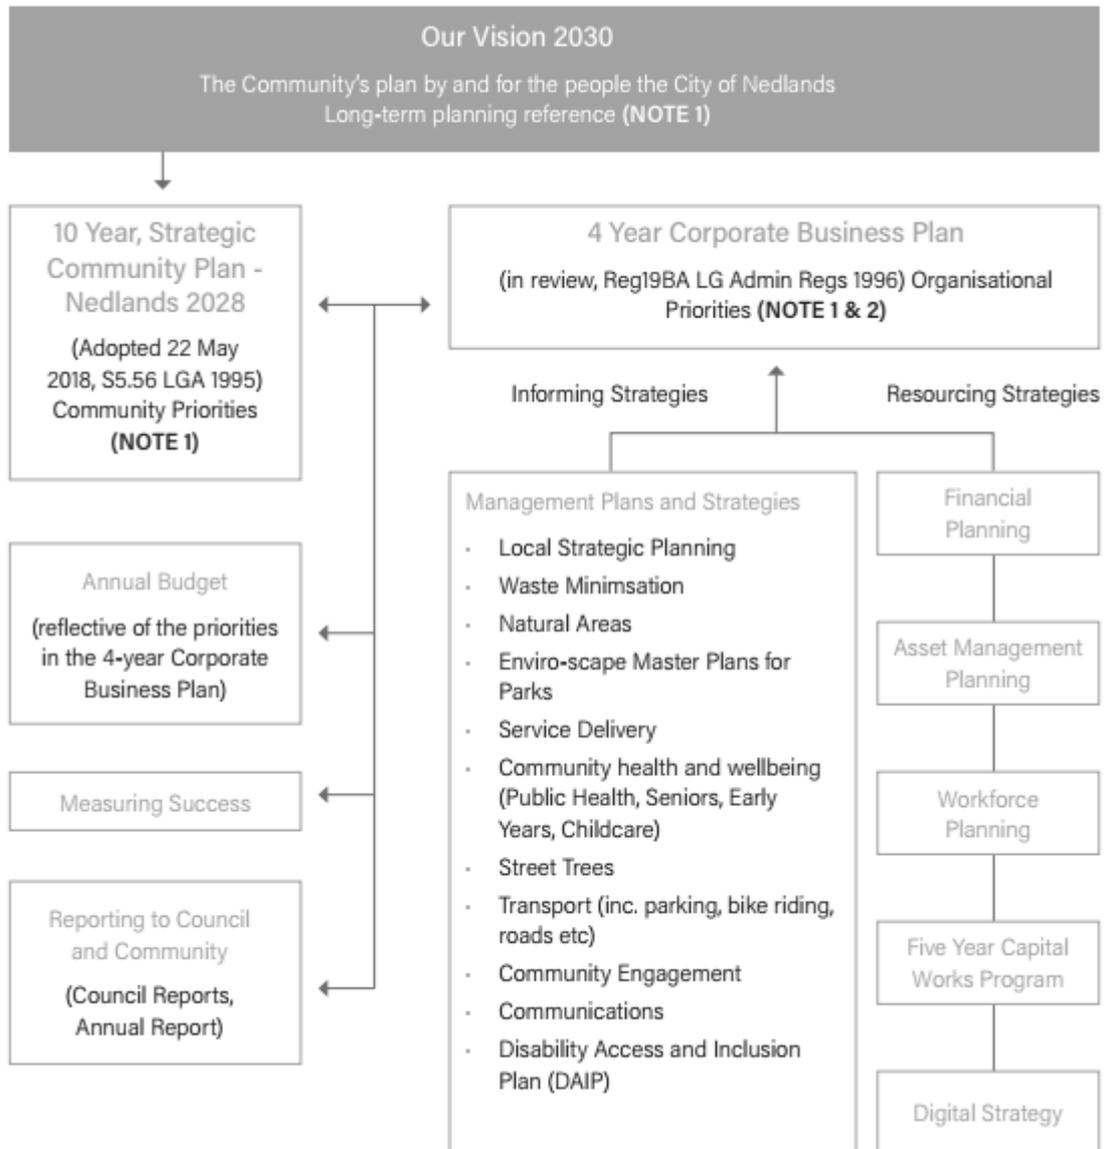 Our Vision 2030
The Community's plan by and for the people the City of Nedlands
Long-term planning reference (NOTE 1)
10 Year, Strategic
Community Plan -
Nedlands 2028
(Adopted 22 May
2018, S5.56 LGA 1995)
Community Priorities
(NOTE 1)
4 Year Corporate Business Plan
(in review, Reg19BA LG Admin Regs 1996) Organisational
Priorities (NOTE 1 & 2)
Informing Strategies
Resourcing Strategies
Annual Budget
(reflective of the priorities
in the 4-year Corporate
Business Plan)
Measuring Success
Reporting to Council
and Community
(Council Reports,
Annual Report)
Management Plans and Strategies
· Local Strategic Planning
· Waste Minimsation
· Natural Areas
· Enviro-scape Master Plans for
Parks
· Service Delivery
· Community health and wellbeing
(Public Health, Seniors, Early
Years, Childcare)
· Street Trees
· Transport (inc. parking, bike riding,
roads etc)
· Community Engagement
· Communications
· Disability Access and Inclusion
Plan (DAIP)
Financial
Planning
Asset Management
Planning
Workforce
Planning
Five Year Capital
Works Program
Digital Strategy